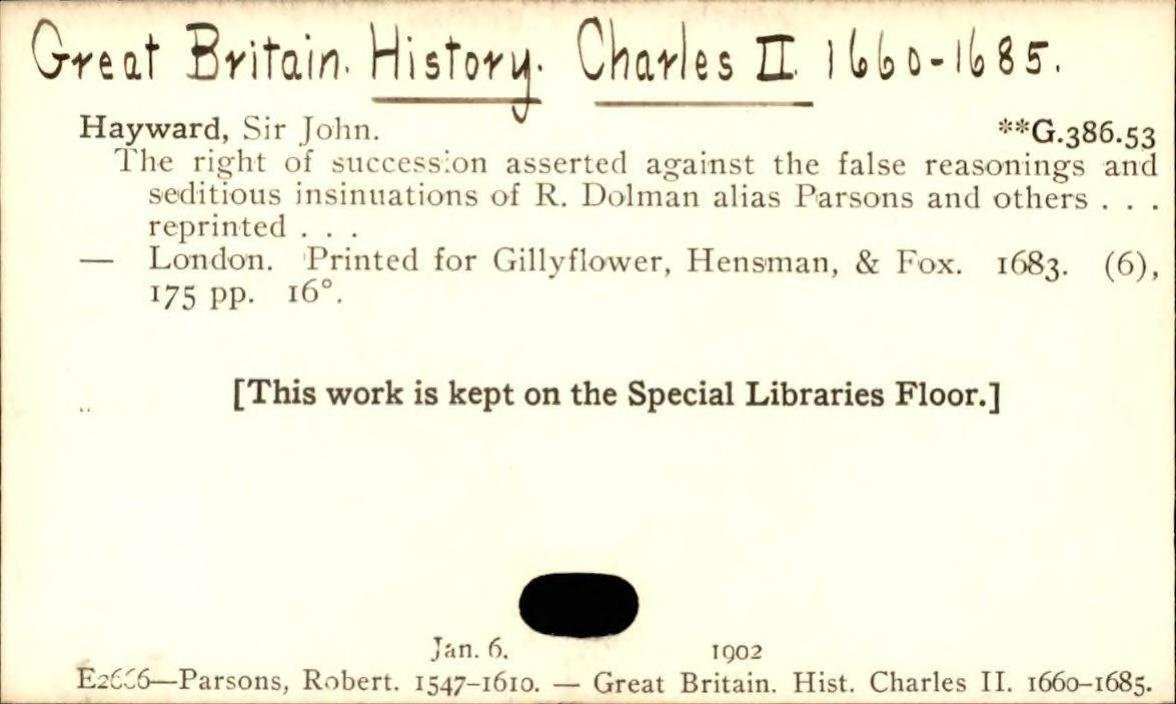 Great Britain. History. Charles II. 1660-1685.
Hayward, Sir John. **G.386.53
The right of succession asserted against the false reasonings and
seditious insinuations of R. Dolman alias Parsons and others . . .
reprinted . . .
— London. Printed for Gillyflower, Hensman, & Fox. 1683. (6),
175 pp. 16°.
[This work is kept on the Special Libraries Floor.]
Jan. 6. 1902
—Parsons, Robert. 1547-1610. — Great Britain. Hist. Charles II. 1660-1685.